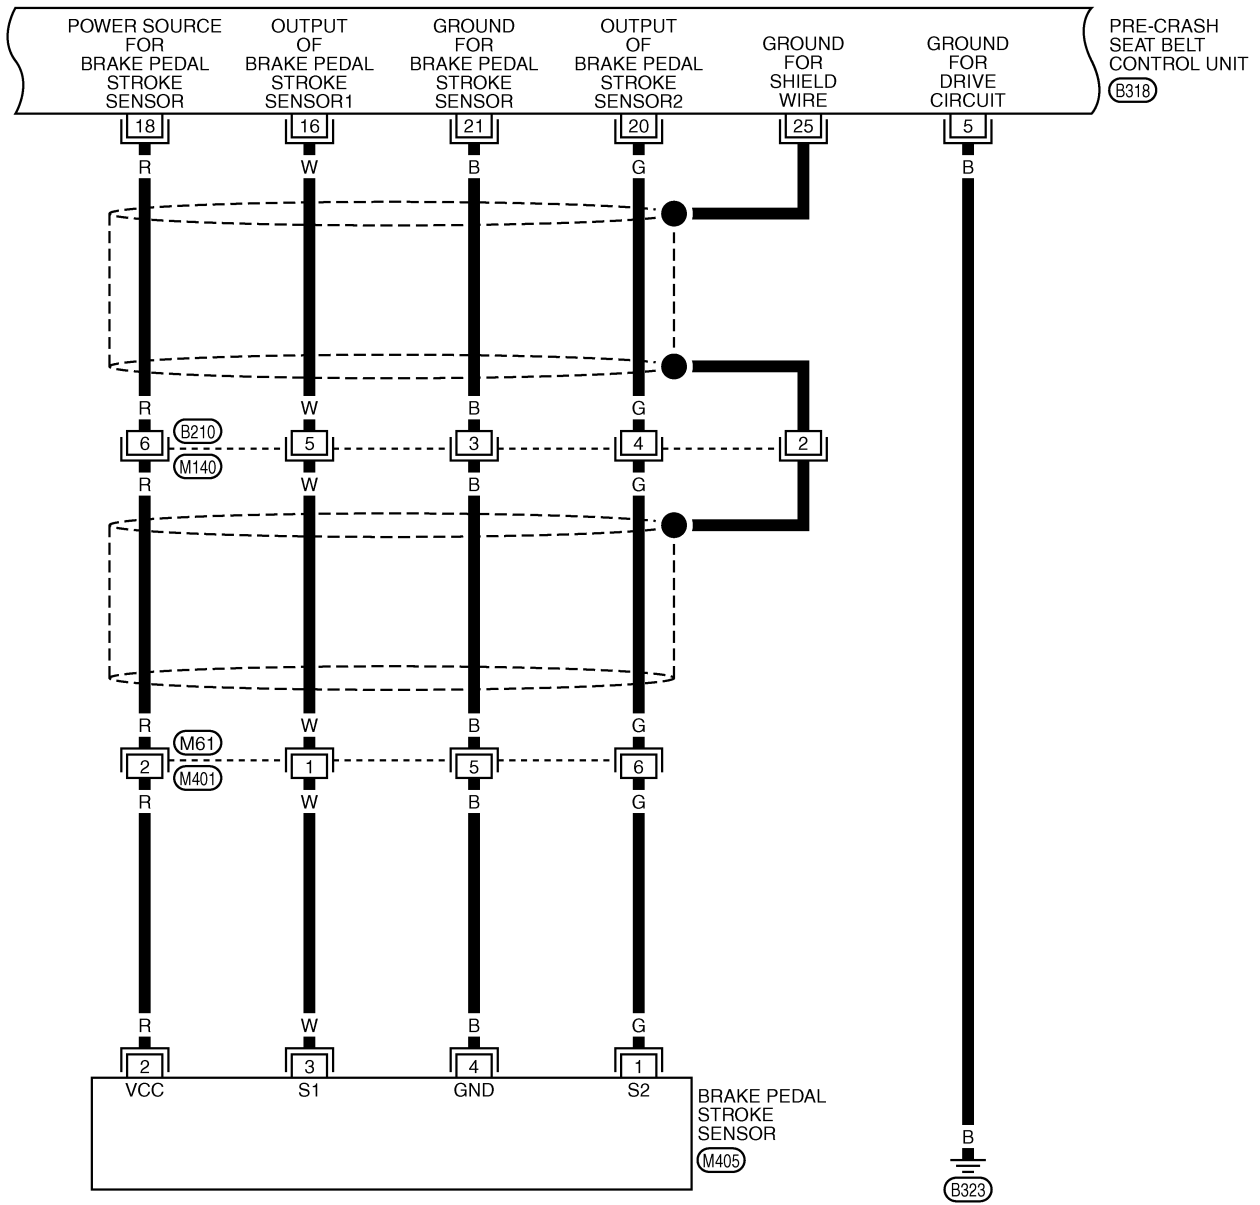 POWER SOURCE
FOR
BRAKE PEDAL
STROKE
SENSOR
OUTPUT
OF
BRAKE PEDAL
STROKE
SENSOR1
GROUND
FOR
BRAKE PEDAL
STROKE
SENSOR
OUTPUT
OF
BRAKE PEDAL
STROKE
SENSOR2
GROUND
FOR
SHIELD
WIRE
GROUND
FOR
DRIVE
CIRCUIT
PRE-CRASH
SEAT BELT
CONTROL UNIT
B318
18 16 21 20 25 5
R W B G B
R W B G
B210
6 5 3 4 2
M140
R W B G
R W B G
M61
2 1 5 6
M401
R W B G
R W B G
2 3 4 1
VCC S1 GND S2
BRAKE PEDAL
STROKE
SENSOR
M405
B
B323